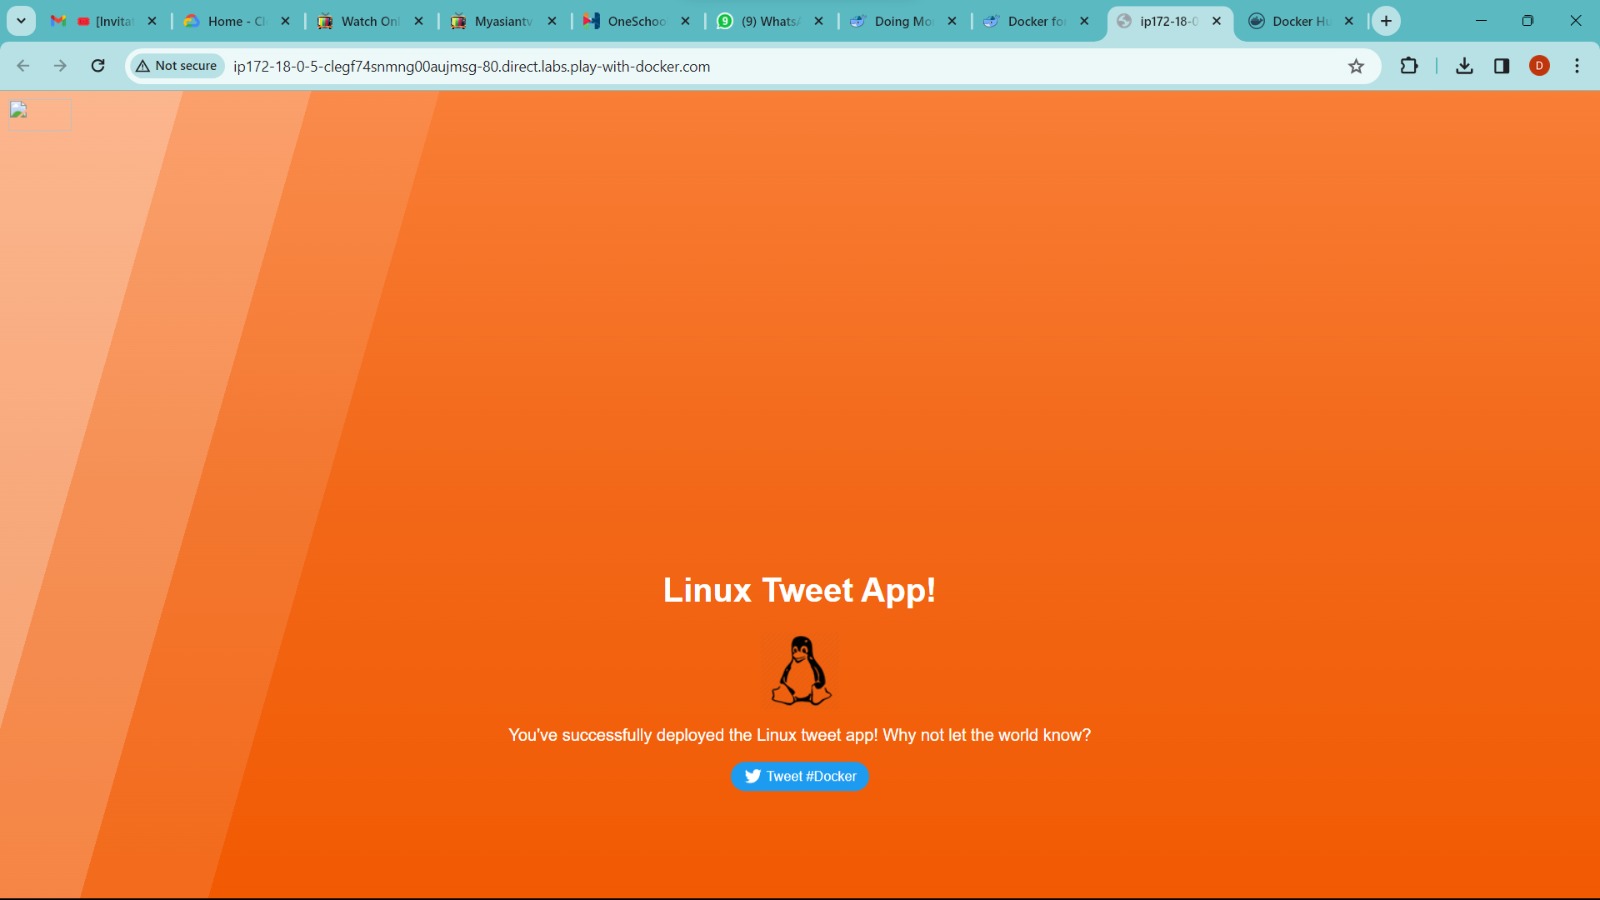 [Invitat
Home - Cl
Watch Onl
Myasiantv
OneSchoo
9
(9) Whats
Doing Mo
Docker fo
ip172-18-0
Docker Hu
Not secure
ip172-18-0-5-clegf74snmng00aujmsg-80.direct.labs.play-with-docker.com
D
Linux Tweet App!
You've successfully deployed the Linux tweet app! Why not let the world know?
Tweet #Docker